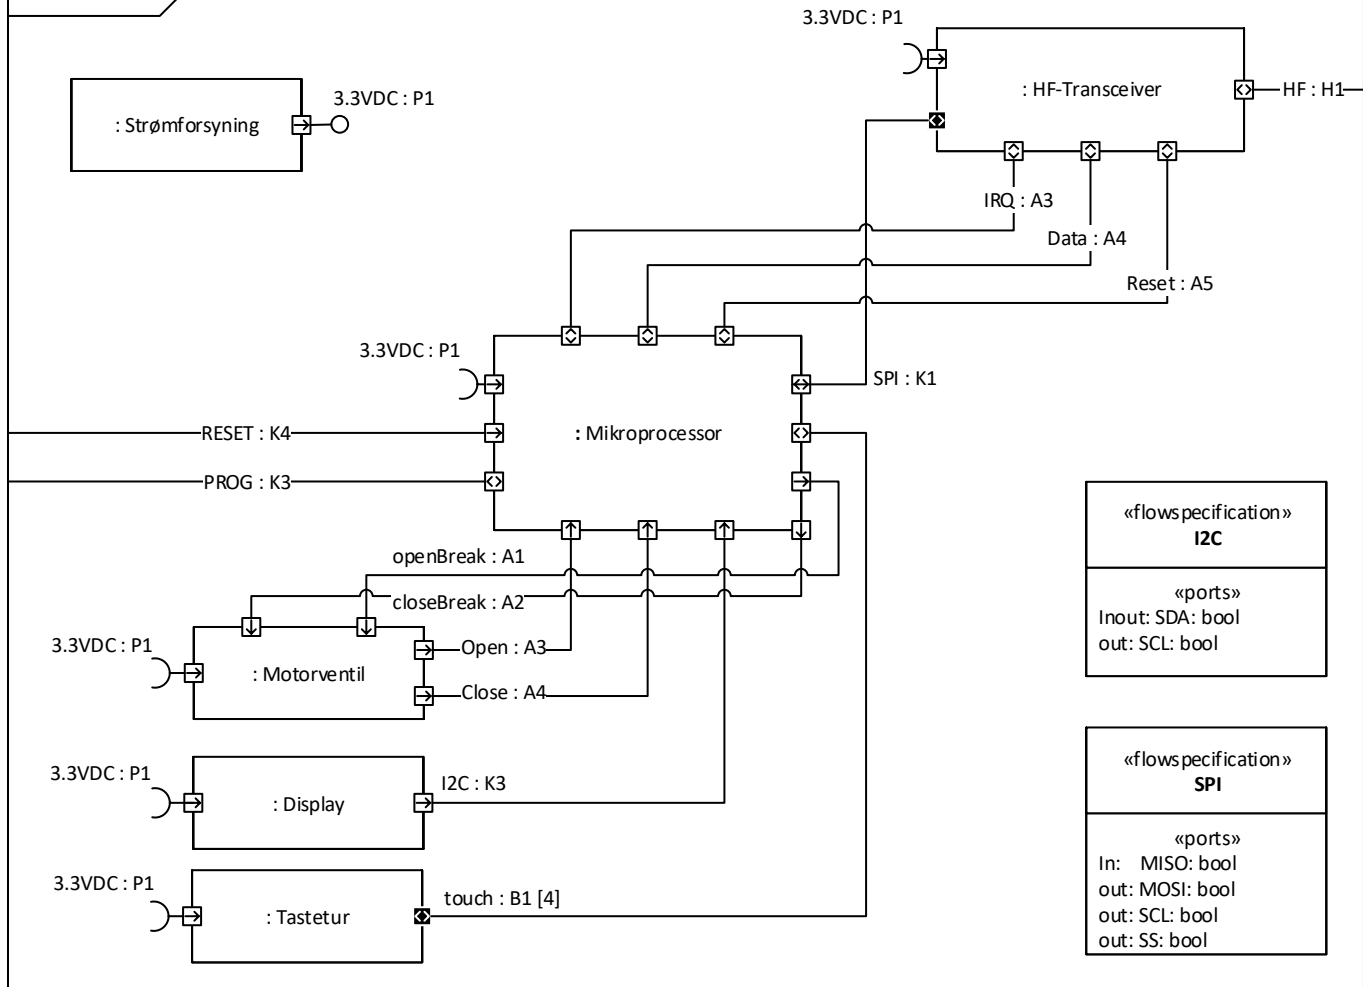 3.3VDC : P1
: HF-Transceiver
HF : H1
3.3VDC : P1
: Strømforsyning
IRQ : A3
Data : A4
Reset : A5
3.3VDC : P1
SPI : K1
RESET : K4
: Mikroprocessor
PROG : K3
openBreak : A1
closeBreak : A2
3.3VDC : P1
Open : A3
: Motorventil
Close : A4
3.3VDC : P1
I2C : K3
: Display
3.3VDC : P1
touch : B1 [4]
: Tastetur
«flowspecification»
I2C
«ports»
Inout: SDA: bool
out: SCL: bool
«flowspecification»
SPI
«ports»
In: MISO: bool
out: MOSI: bool
out: SCL: bool
out: SS: bool